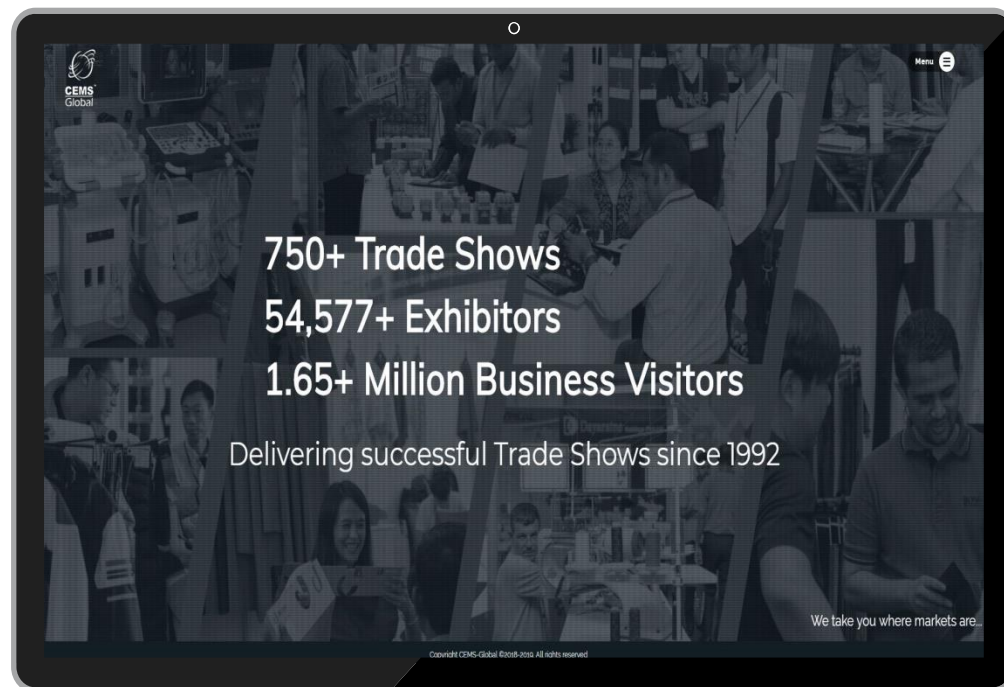 CEMS
Global
Menu
750+ Trade Shows
54,577+ Exhibitors
1.65+ Million Business Visitors
Delivering successful Trade Shows since 1992
We take you where markets are...
Copyright CEMS-Global ©2018-2019. All rights reserved